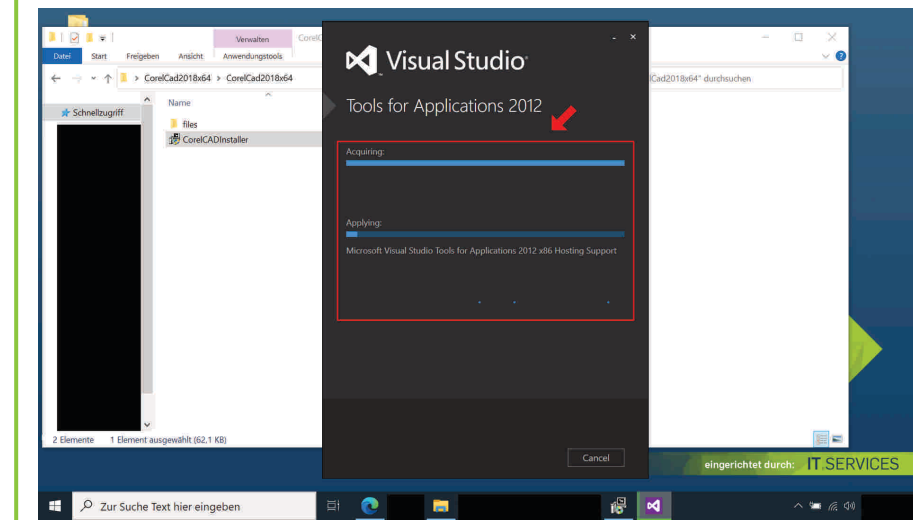 Verwalten
CorelC
Datei Start Freigeben Ansicht Anwendungstools
CorelCad2018x64 > CorelCad2018x64
lCad2018x64" durchsuchen
Schnellzugriff
Name
files
CorelCADInstaller
2 Elemente 1 Element ausgewählt (62,1 KB)
Visual Studio
Tools for Applications 2012
Acquiring:
Applying:
Microsoft Visual Studio Tools for Applications 2012 x86 Hosting Support
Cancel
eingerichtet durch: IT.SERVICES
Zur Suche Text hier eingeben